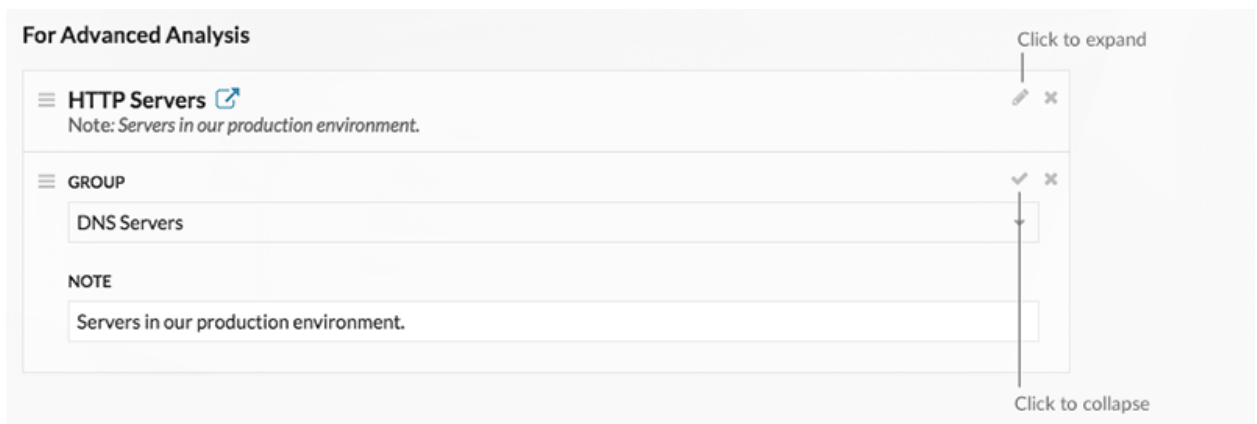 For Advanced Analysis
Click to expand
HTTP Servers
Note: Servers in our production environment.
GROUP
DNS Servers
NOTE
Servers in our production environment.
Click to collapse